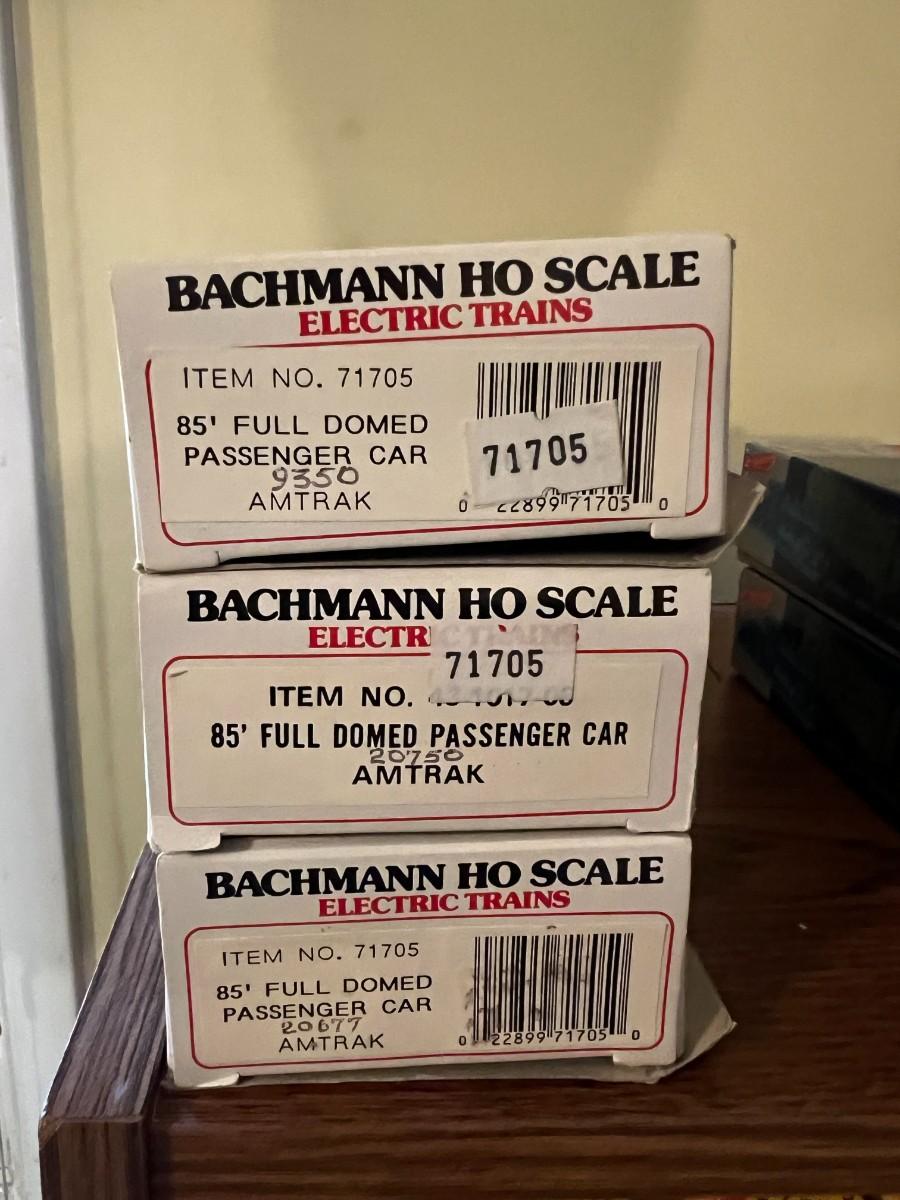 BACHMANN HO SCALE
ELECTRIC TRAINS
ITEM NO. 71705
85' FULL DOMED
PASSENGER CAR
9350
AMTRAK
71705
0 22899 71705 0
BACHMANN HO SCALE
ELECTRIC TRAINS
71705
ITEM NO.
85' FULL DOMED PASSENGER CAR
20750
AMTRAK
BACHMANN HO SCALE
ELECTRIC TRAINS
ITEM NO. 71705
85' FULL DOMED
PASSENGER CAR
20677
AMTRAK
0 22899 71705 0